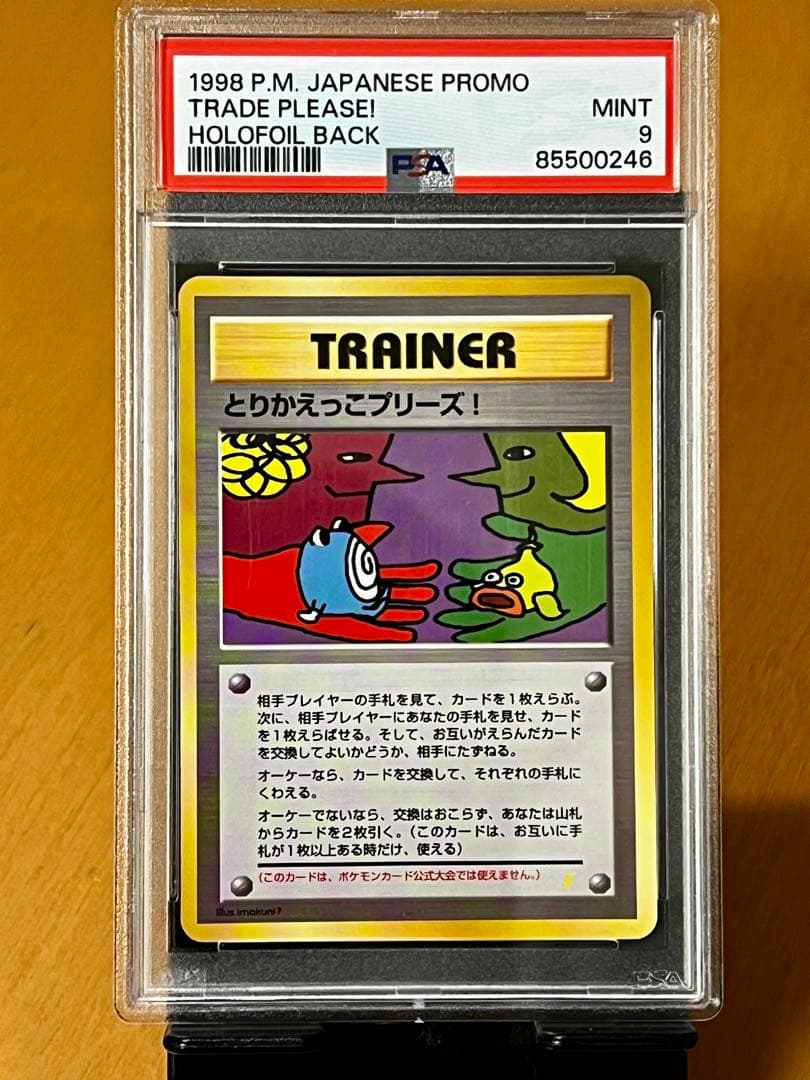 1998 P.M. JAPANESE PROMO
TRADE PLEASE! MINT
HOLOFOIL BACK 9
PSA 85500246
TRAINER
とりかえっこプリーズ！
相手プレイヤーの手札を見て、カードを1枚えらぶ。
次に、相手プレイヤーにあなたの手札を見せ、カード
を1枚えらばせる。そして、お互いがえらんだカード
を交換してよいかどうか、相手にたずねる。
オーケーなら、カードを交換して、それぞれの手札に
くわえる。
オーケーでないなら、交換はおこらず、あなたは山札
からカードを2枚引く。（このカードは、お互いに手
札が1枚以上ある時だけ、使える）
（このカードは、ポケモンカード公式大会では使えません。）
Illus.Imakuni?
PSA